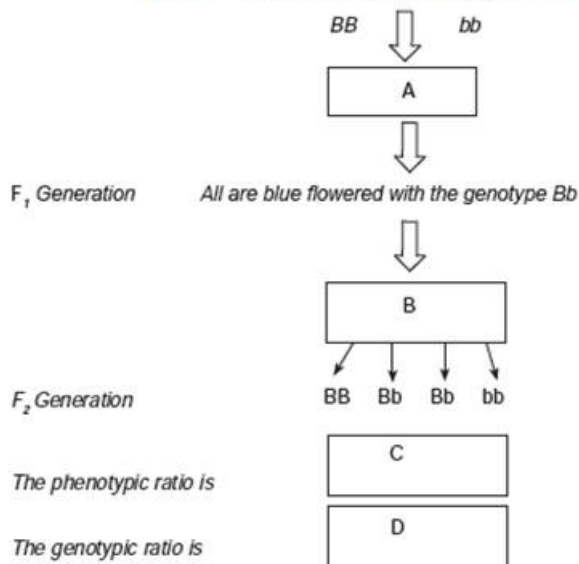 BB bb
A
F₁ Generation All are blue flowered with the genotype Bb
B
BB Bb Bb bb
F₂ Generation
C
The phenotypic ratio is
D
The genotypic ratio is